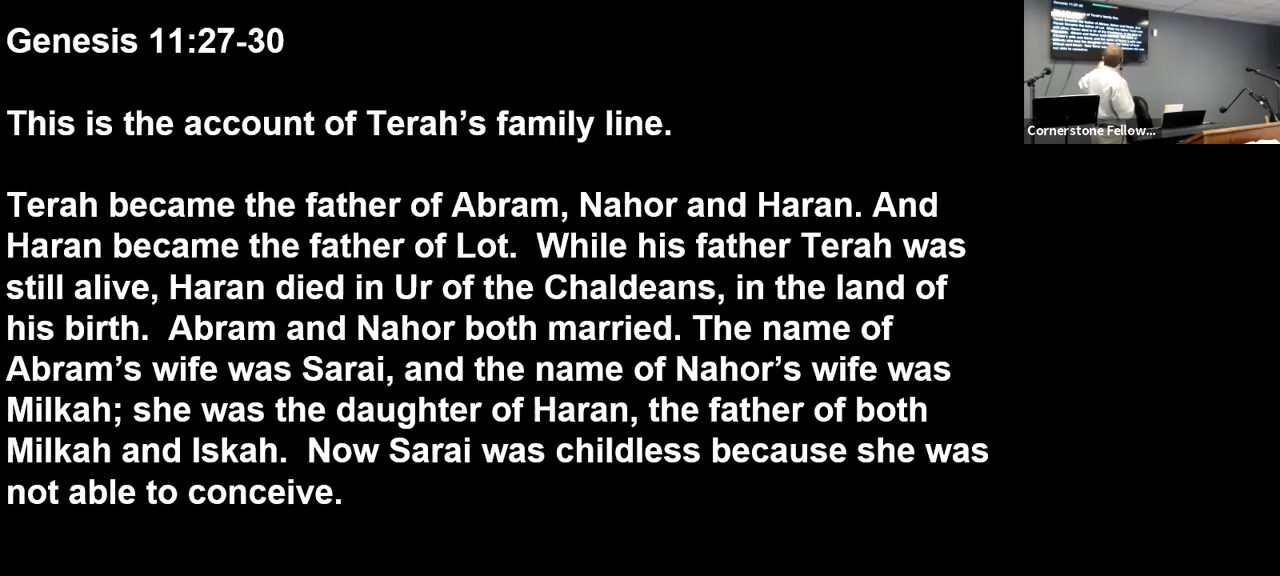 Genesis 11:27-30
This is the account of Terah’s family line.
Terah became the father of Abram, Nahor and Haran. And
Haran became the father of Lot.  While his father Terah was
still alive, Haran died in Ur of the Chaldeans, in the land of
his birth.  Abram and Nahor both married. The name of
Abram’s wife was Sarai, and the name of Nahor’s wife was
Milkah; she was the daughter of Haran, the father of both
Milkah and Iskah.  Now Sarai was childless because she was
not able to conceive.
Cornerstone Fellow...